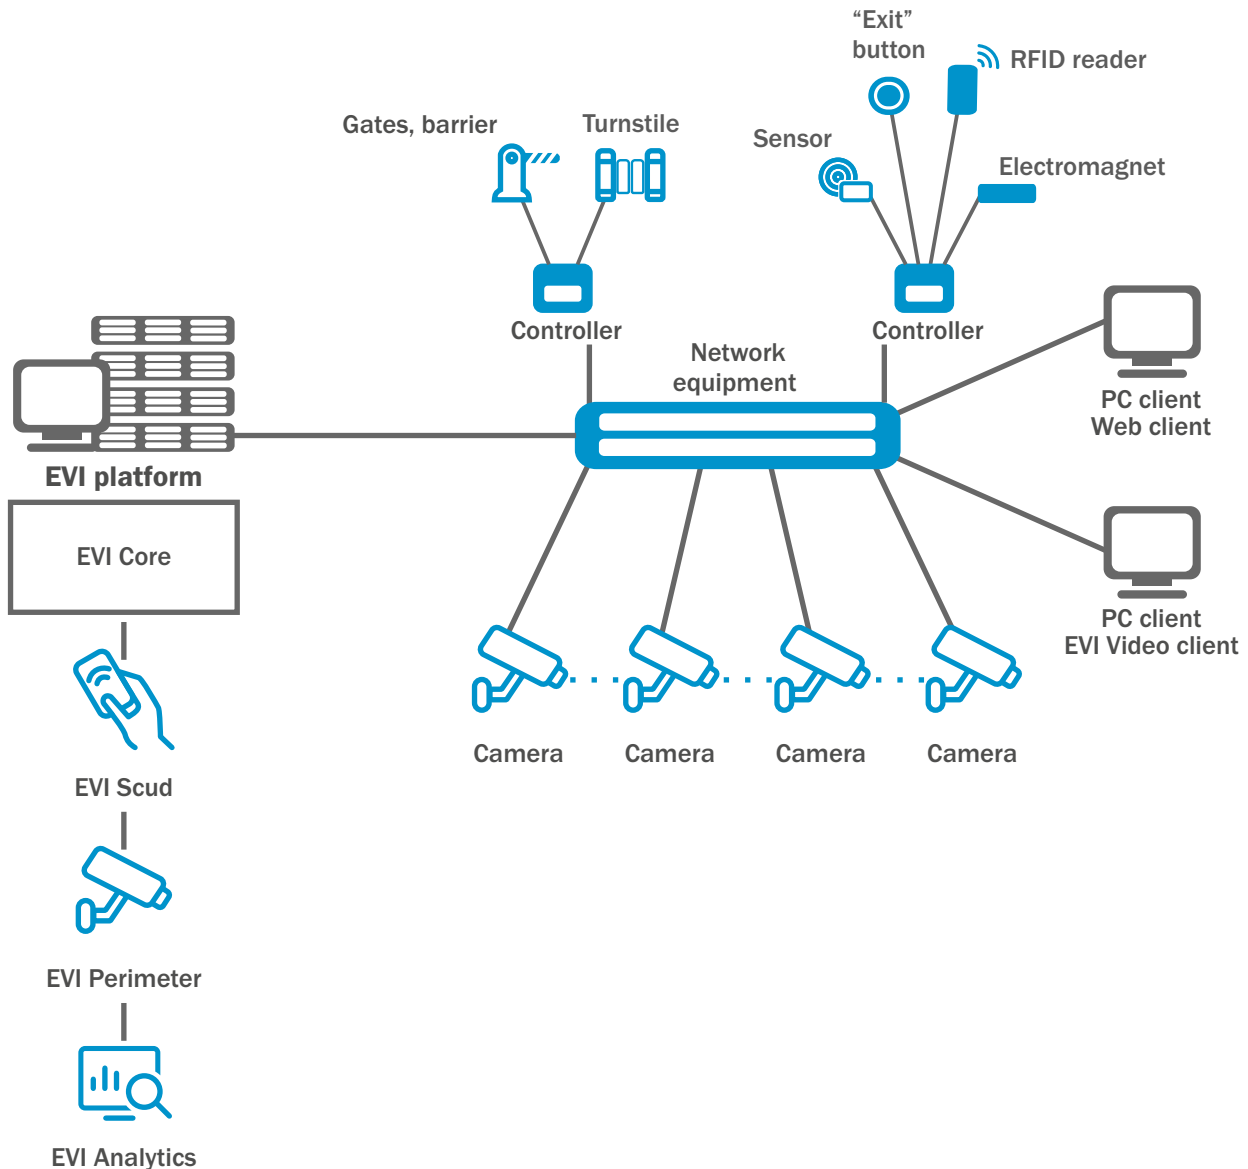 “Exit”
button
RFID reader
Gates, barrier
Turnstile
Sensor
Electromagnet
Controller
Controller
Network
equipment
PC client
Web client
EVI platform
EVI Core
PC client
EVI Video client
Camera
Camera
Camera
Camera
EVI Scud
EVI Perimeter
EVI Analytics